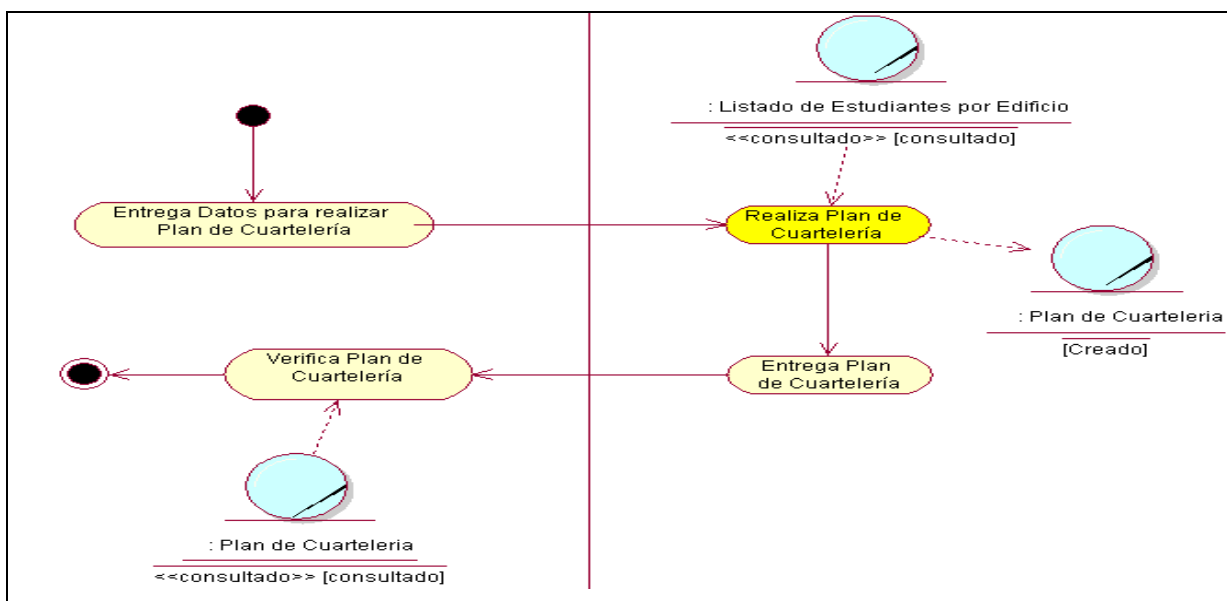 : Listado de Estudiantes por Edificio
<<consultado>> [consultado]
Entrega Datos para realizar
Plan de Cuartelería
Realiza Plan de
Cuartelería
: Plan de Cuarteleria
[Creado]
Verifica Plan de
Cuartelería
Entrega Plan
de Cuartelería
: Plan de Cuarteleria
<<consultado>> [consultado]